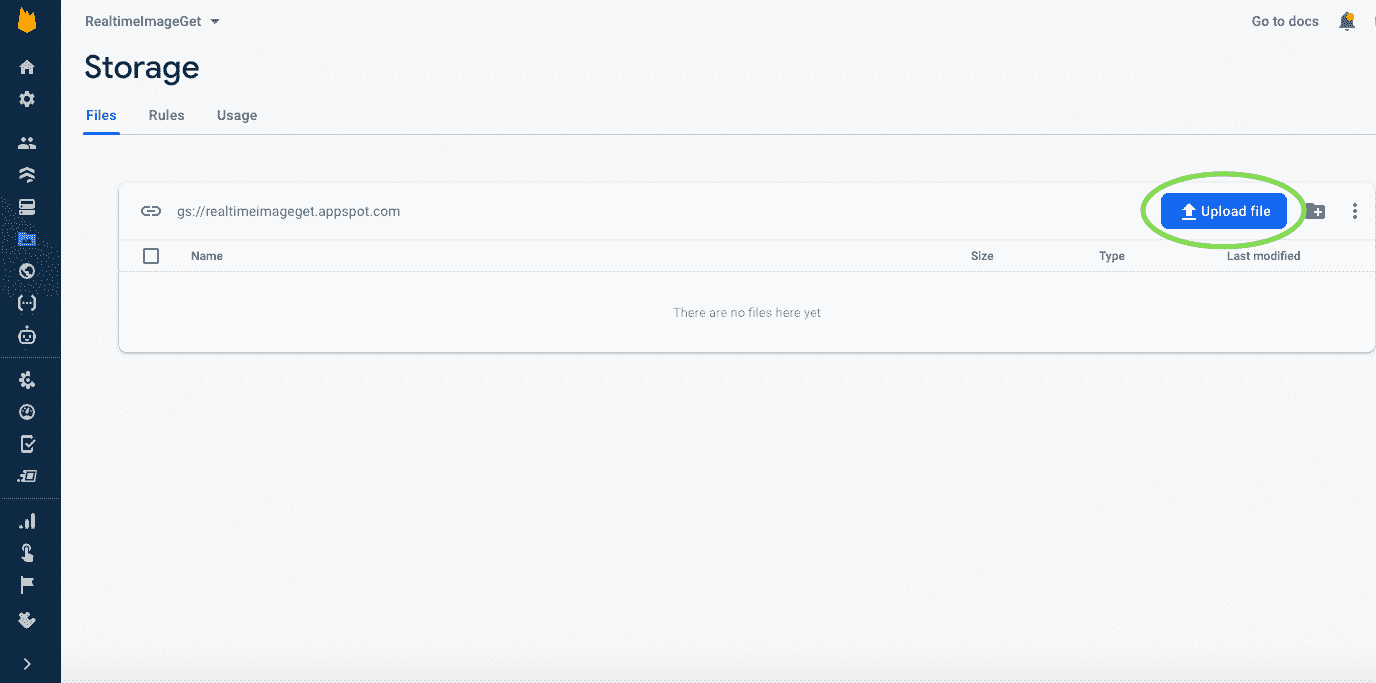 RealtimeImageGet
Go to docs
Storage
Files Rules Usage
gs://realtimeimageget.appspot.com
Upload file
Name Size Type Last modified
There are no files here yet